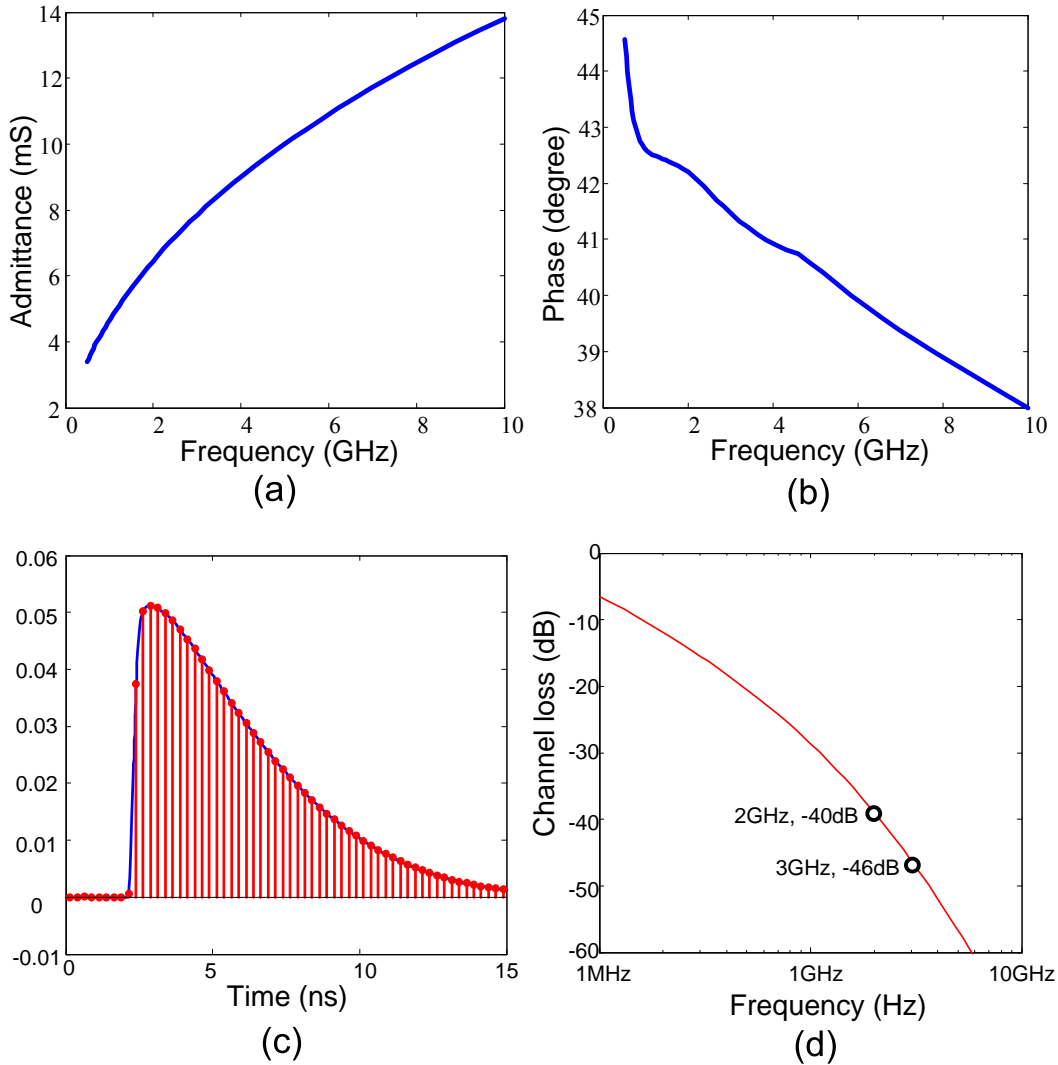 14
12
10
8
6
4
2
Admittance (mS)
0 2 4 6 8 10
Frequency (GHz)
(a)
45
44
43
42
41
40
39
38
Phase (degree)
0 2 4 6 8 10
Frequency (GHz)
(b)
0.06
0.05
0.04
0.03
0.02
0.01
0
-0.01
0 5 10 15
Time (ns)
(c)
0
-10
-20
-30
-40
-50
-60
Channel loss (dB)
2GHz, -40dB
3GHz, -46dB
1MHz 1GHz 10GHz
Frequency (Hz)
(d)